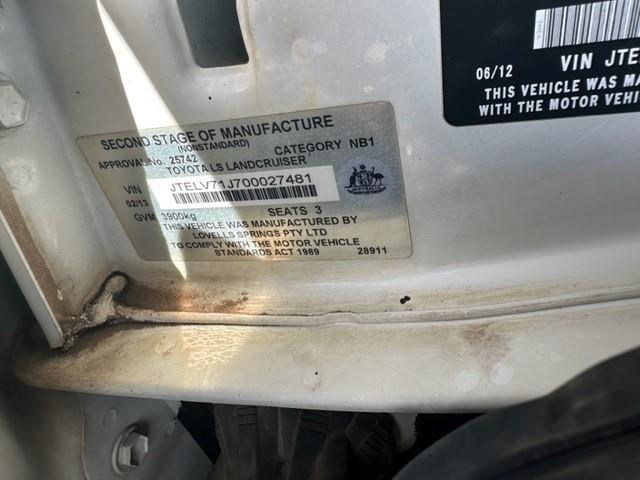 SECOND STAGE OF MANUFACTURE
(NONSTANDARD)
APPROVAL No. 25742 CATEGORY NB1
TOYOTA LS LANDCRUISER
VIN JTELV71J700027481
02/13
GVM 3900kg SEATS 3
THIS VEHICLE WAS MANUFACTURED BY
LOVELLS SPRINGS PTY LTD
TO COMPLY WITH THE MOTOR VEHICLE
STANDARDS ACT 1989 28911
06/12 VIN JTE
THIS VEHICLE WAS MA
WITH THE MOTOR VEHI